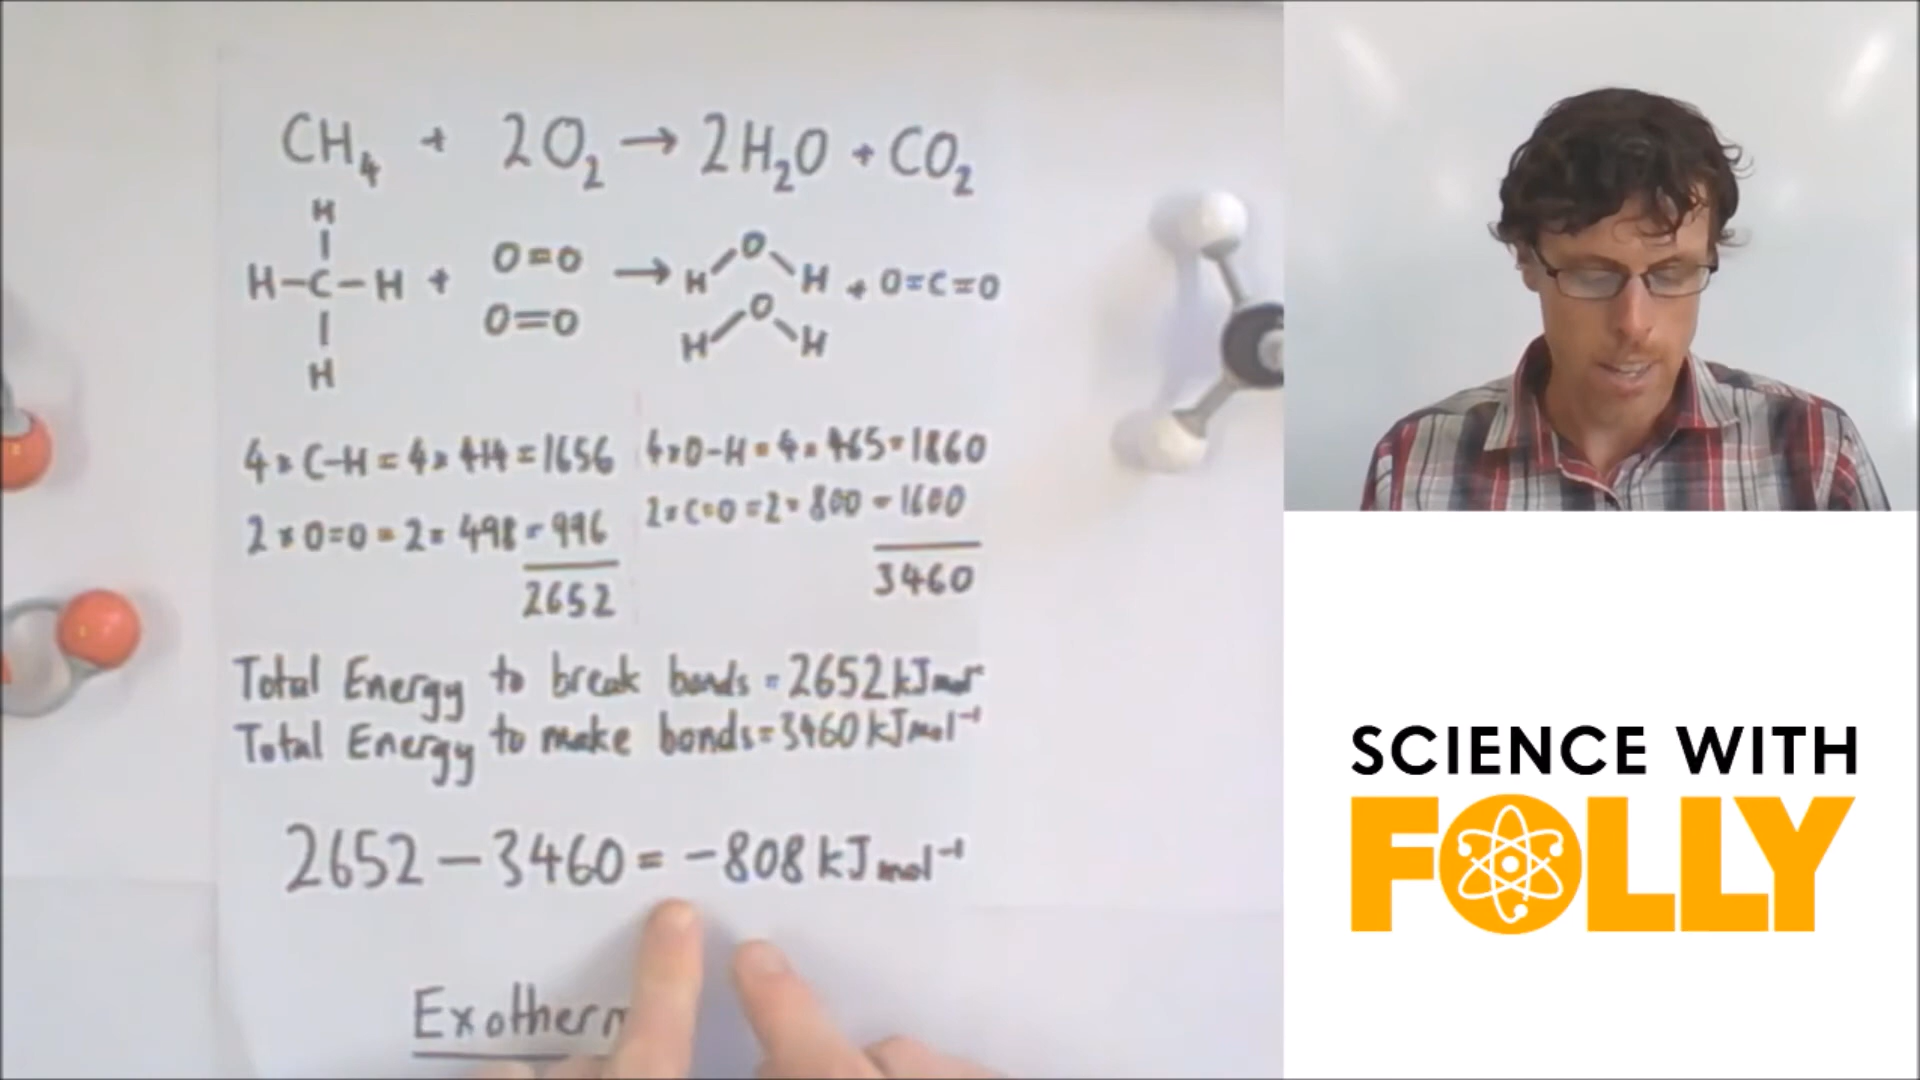 CH₄ + 2O₂ → 2H₂O + CO₂
H
H-C-H + O=O → H O H + O=C=O
O=O H O H
H
4 × C-H = 4 × 414 = 1656
2 × O=O = 2 × 498 = 996
2652
4 × O-H = 4 × 465 = 1860
2 × C=O = 2 × 800 = 1600
3460
Total Energy to break bonds = 2652 kJmol⁻
Total Energy to make bonds = 3460 kJmol⁻¹
2652 - 3460 = -808 kJmol⁻¹
Exotherm
SCIENCE WITH
FOLLY